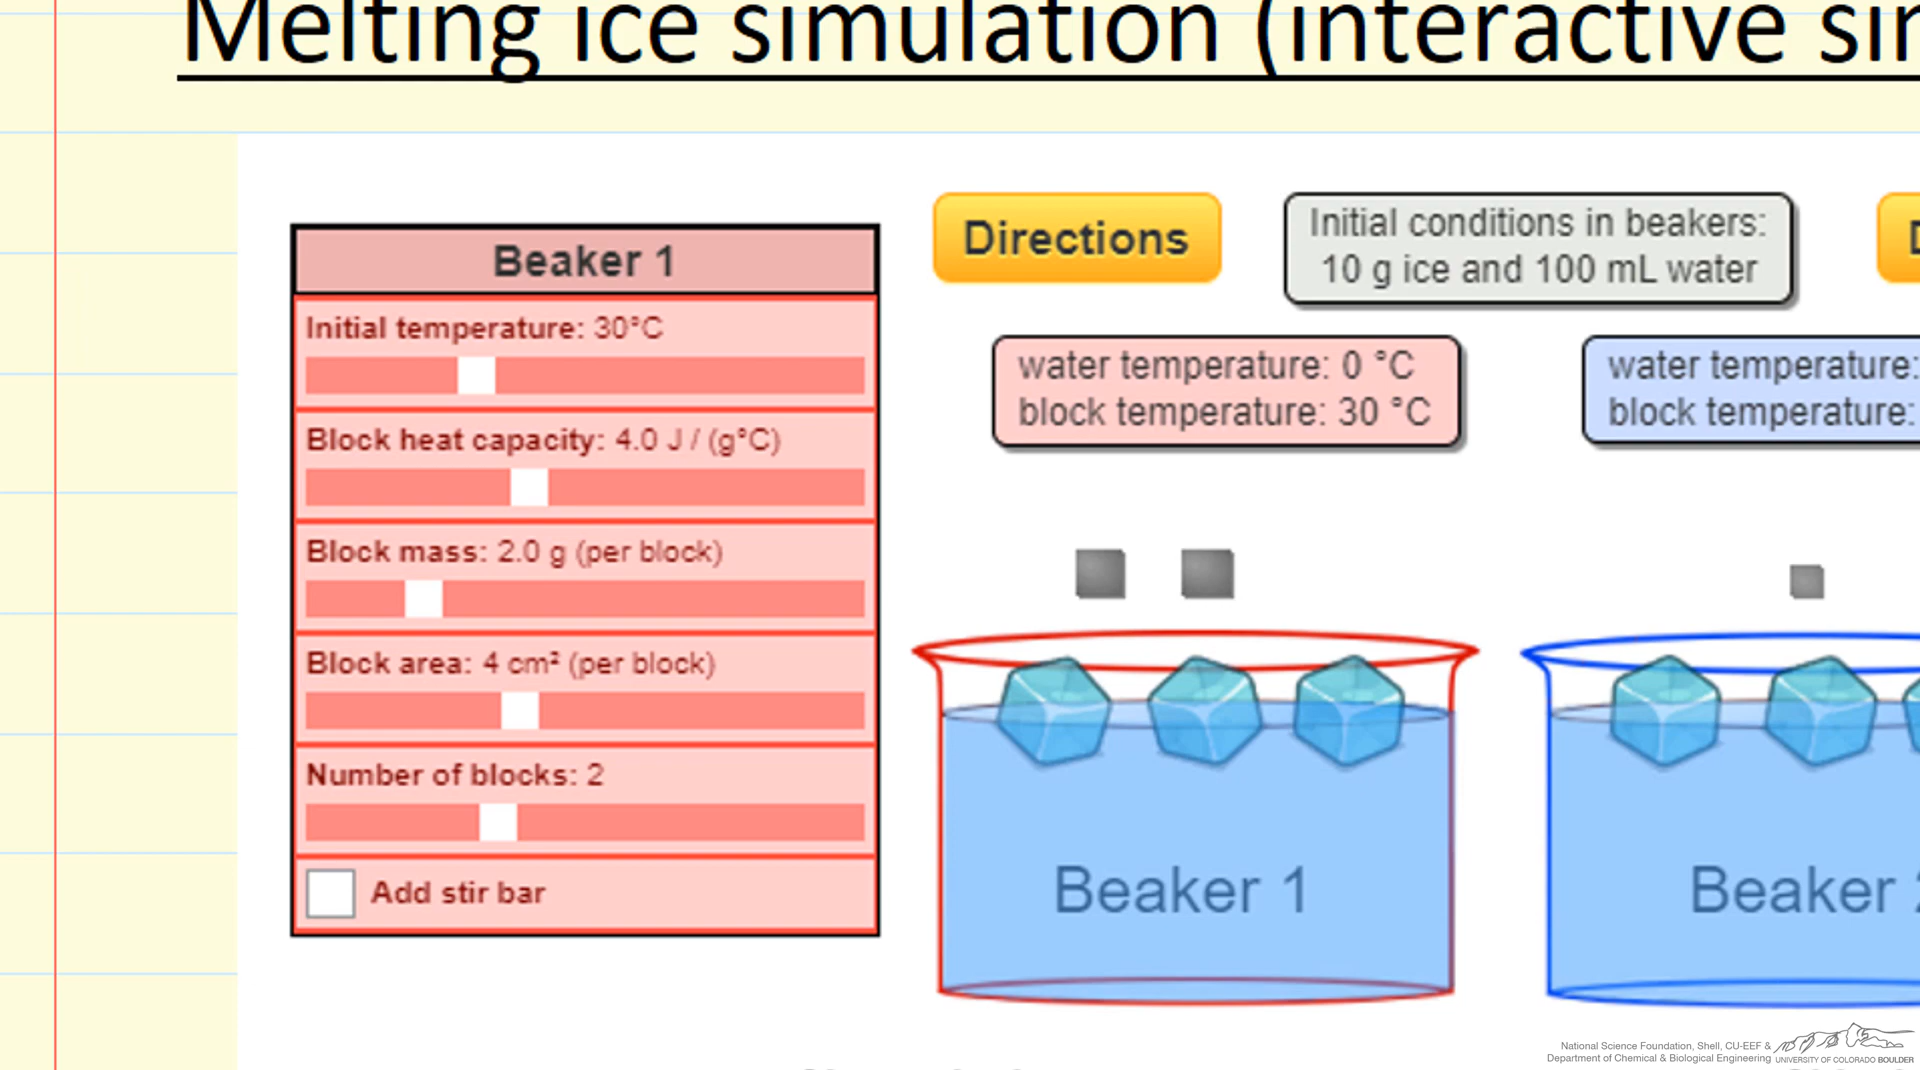 Melting ice simulation (interactive
Directions
Initial conditions in beakers:
10 g ice and 100 mL water
Beaker 1
Initial temperature: 30°C
Block heat capacity: 4.0 J / (g°C)
Block mass: 2.0 g (per block)
Block area: 4 cm² (per block)
Number of blocks: 2
Add stir bar
water temperature: 0 °C
block temperature: 30 °C
water temperature:
block temperature:
Beaker 1
Beaker
National Science Foundation, Shell, CU-EEF &
Department of Chemical & Biological Engineering
UNIVERSITY OF COLORADO BOULDER